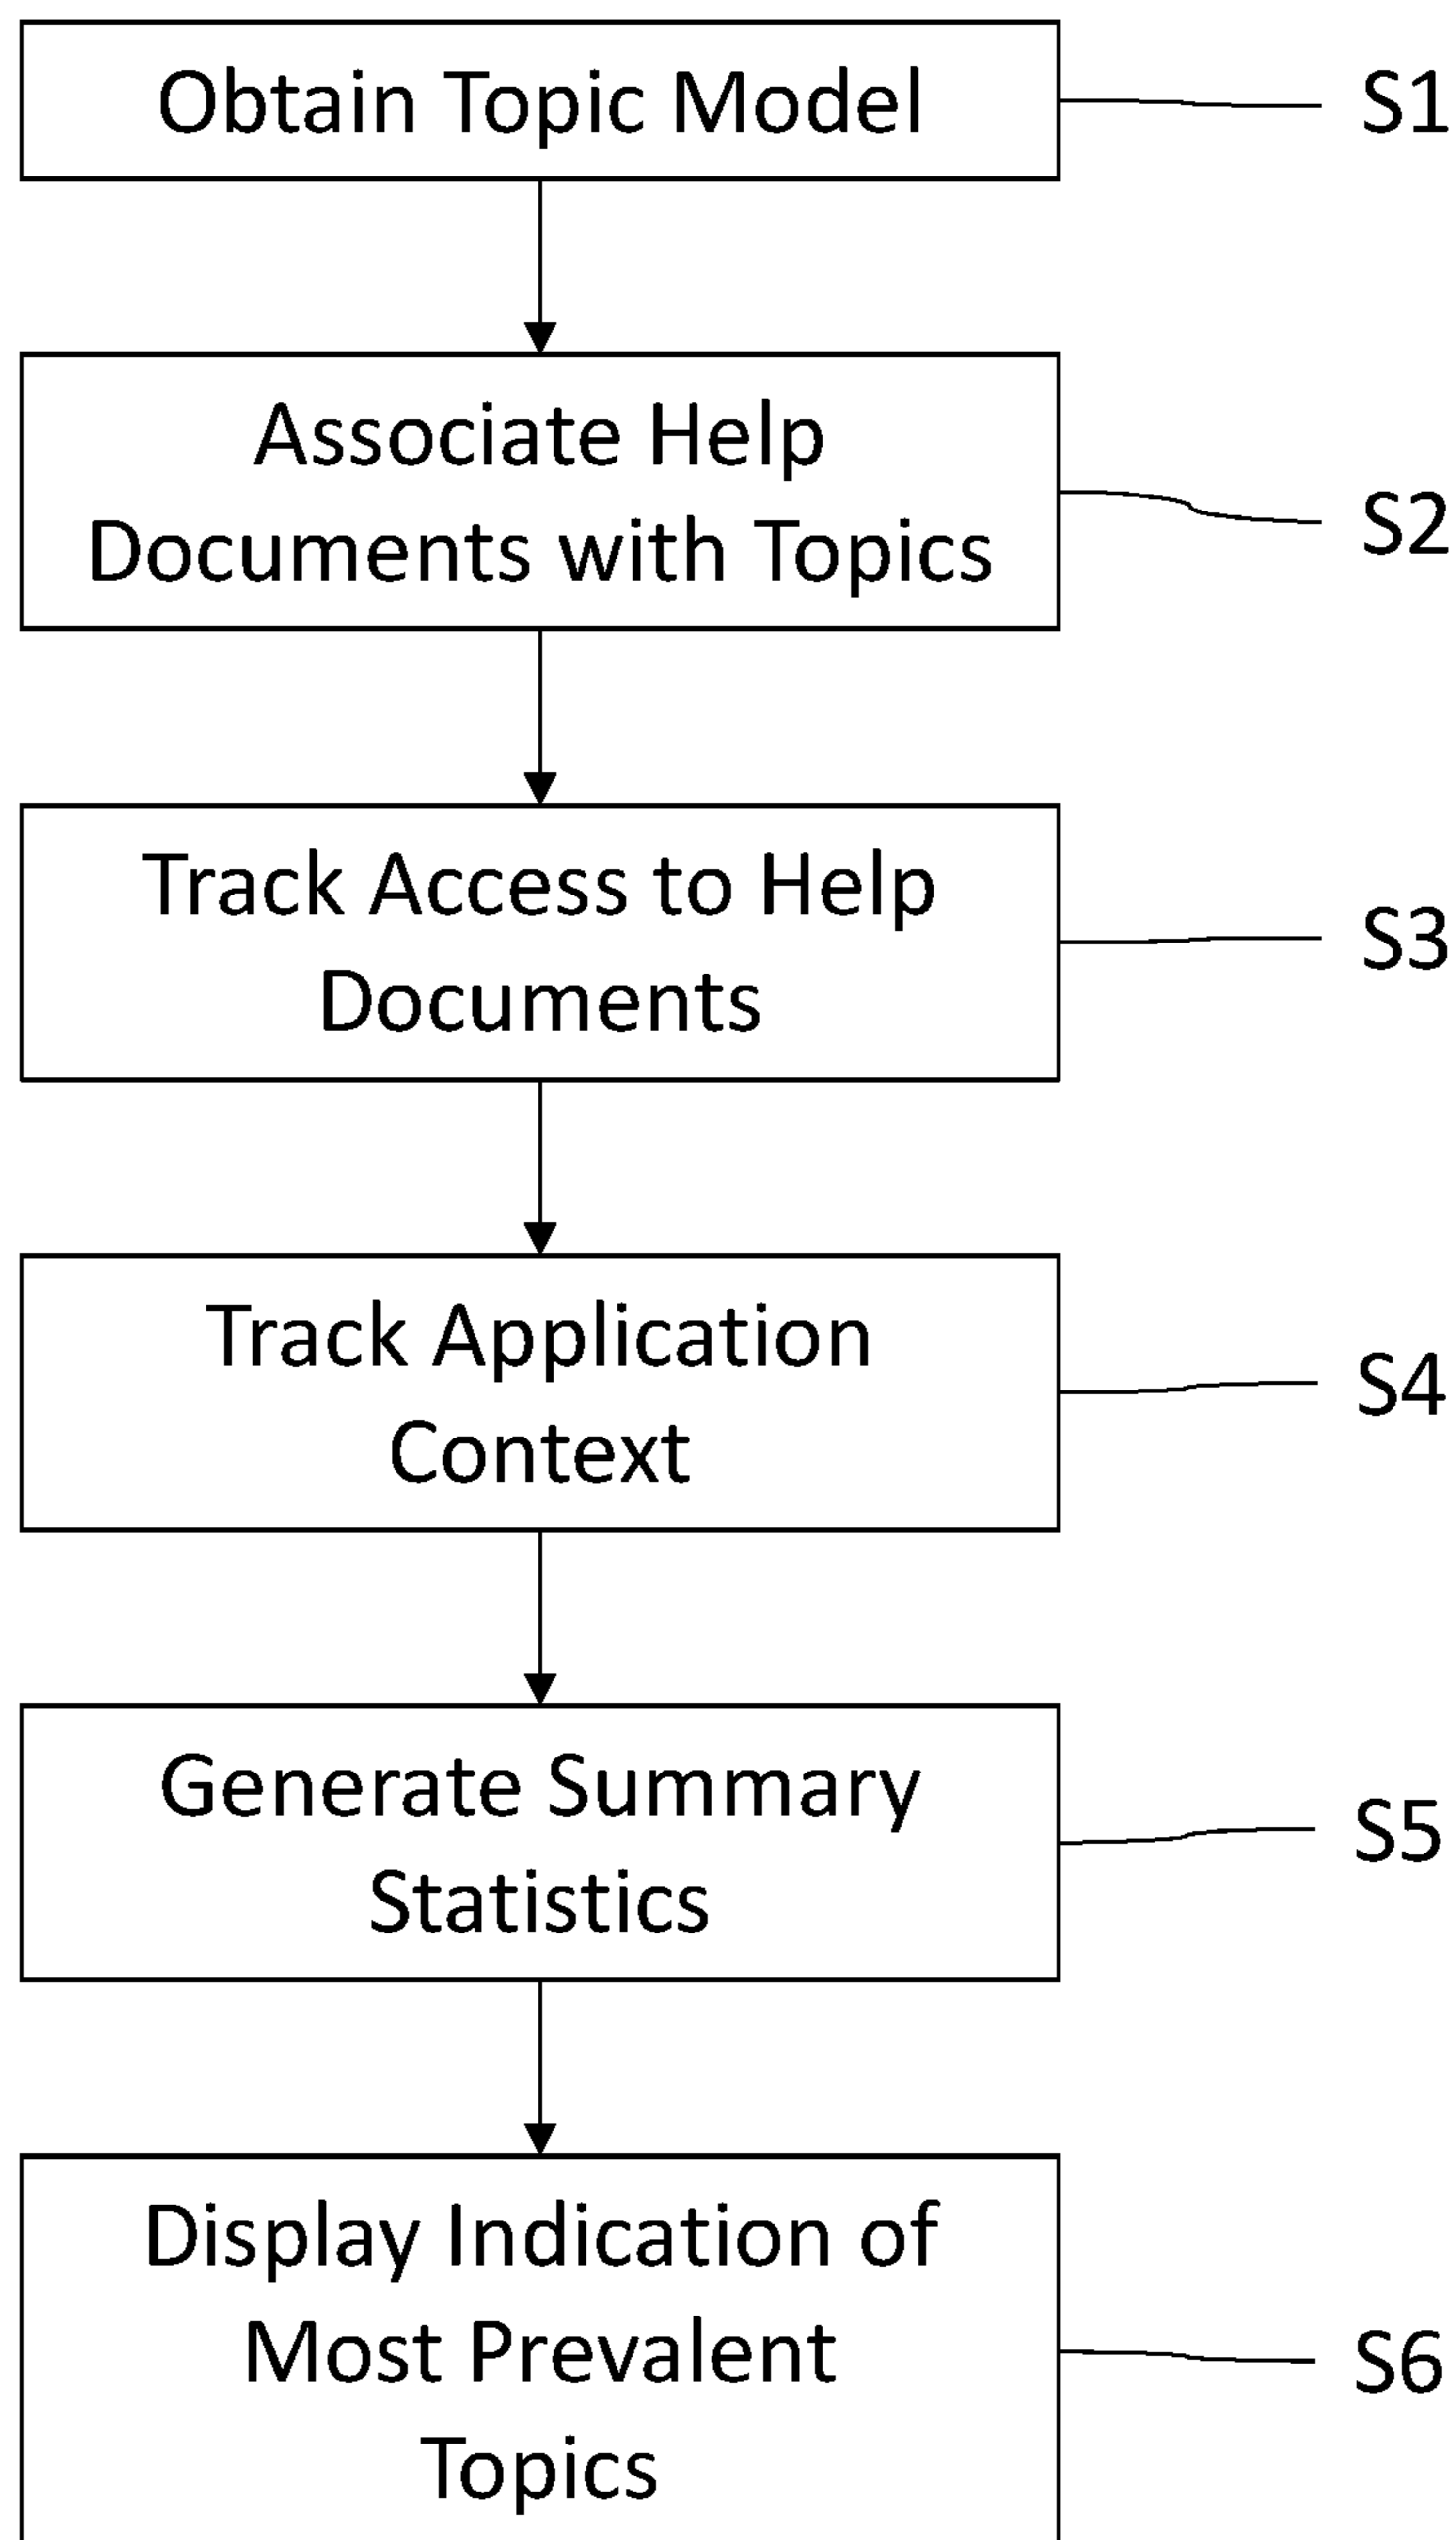 Obtain Topic Model
S1
Associate Help
Documents with Topics
S2
Track Access to Help
Documents
S3
Track Application
Context
S4
Generate Summary
Statistics
S5
Display Indication of
Most Prevalent
Topics
S6